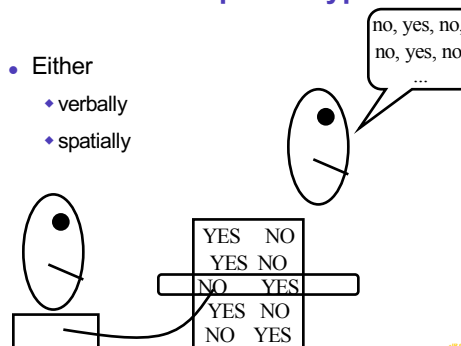 no, yes, no,
no, yes, no
...
• Either
◆ verbally
◆ spatially
YES NO
YES NO
NO YES
YES NO
NO YES